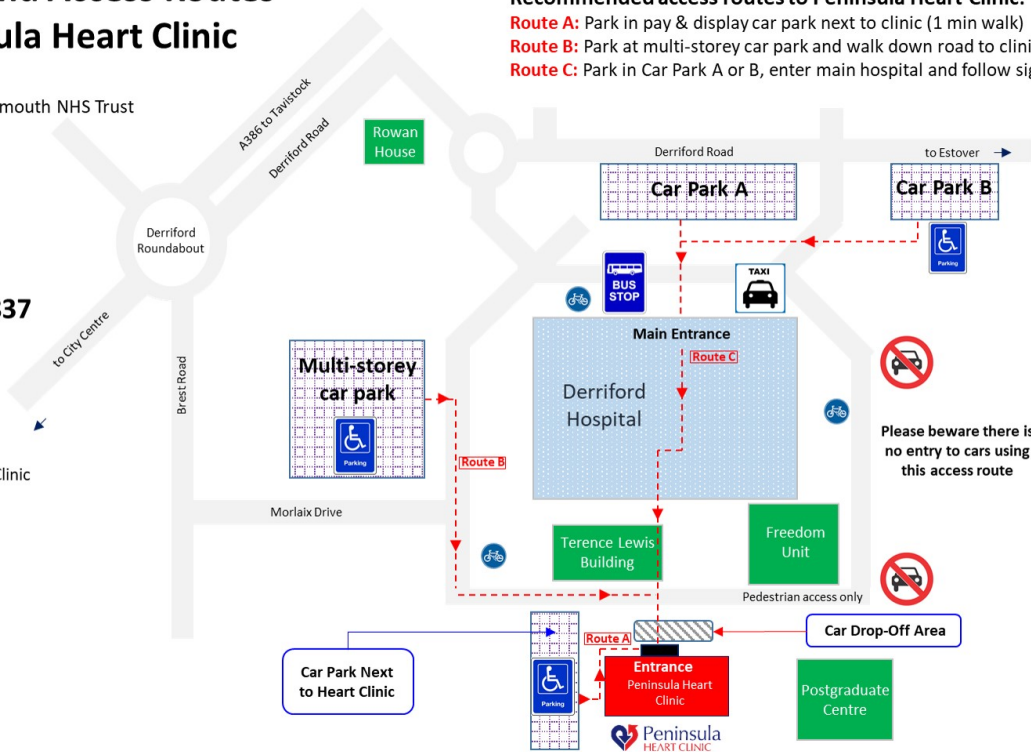 Recommended access routes to Peninsula Heart Clinic:
ula Heart Clinic
Route A: Park in pay & display car park next to clinic (1 min walk)
Route B: Park at multi-storey car park and walk down road to clini
Route C: Park in Car Park A or B, enter main hospital and follow sig
mouth NHS Trust
A386 to Tavistock
Derriford Road
Rowan
House
Derriford Road
to Estover
Car Park A
Car Park B
Parking
Derriford
Roundabout
BUS
STOP
TAXI
337
to City Centre
Brest Road
Multi-storey
car park
Parking
Main Entrance
Route C
Derriford
Hospital
Please beware there is
no entry to cars using
this access route
Route B
Clinic
Morlaix Drive
Terence Lewis
Building
Freedom
Unit
Pedestrian access only
Route A
Car Drop-Off Area
Car Park Next
to Heart Clinic
Parking
Entrance
Peninsula Heart
Clinic
Postgraduate
Centre
Peninsula
HEART CLINIC